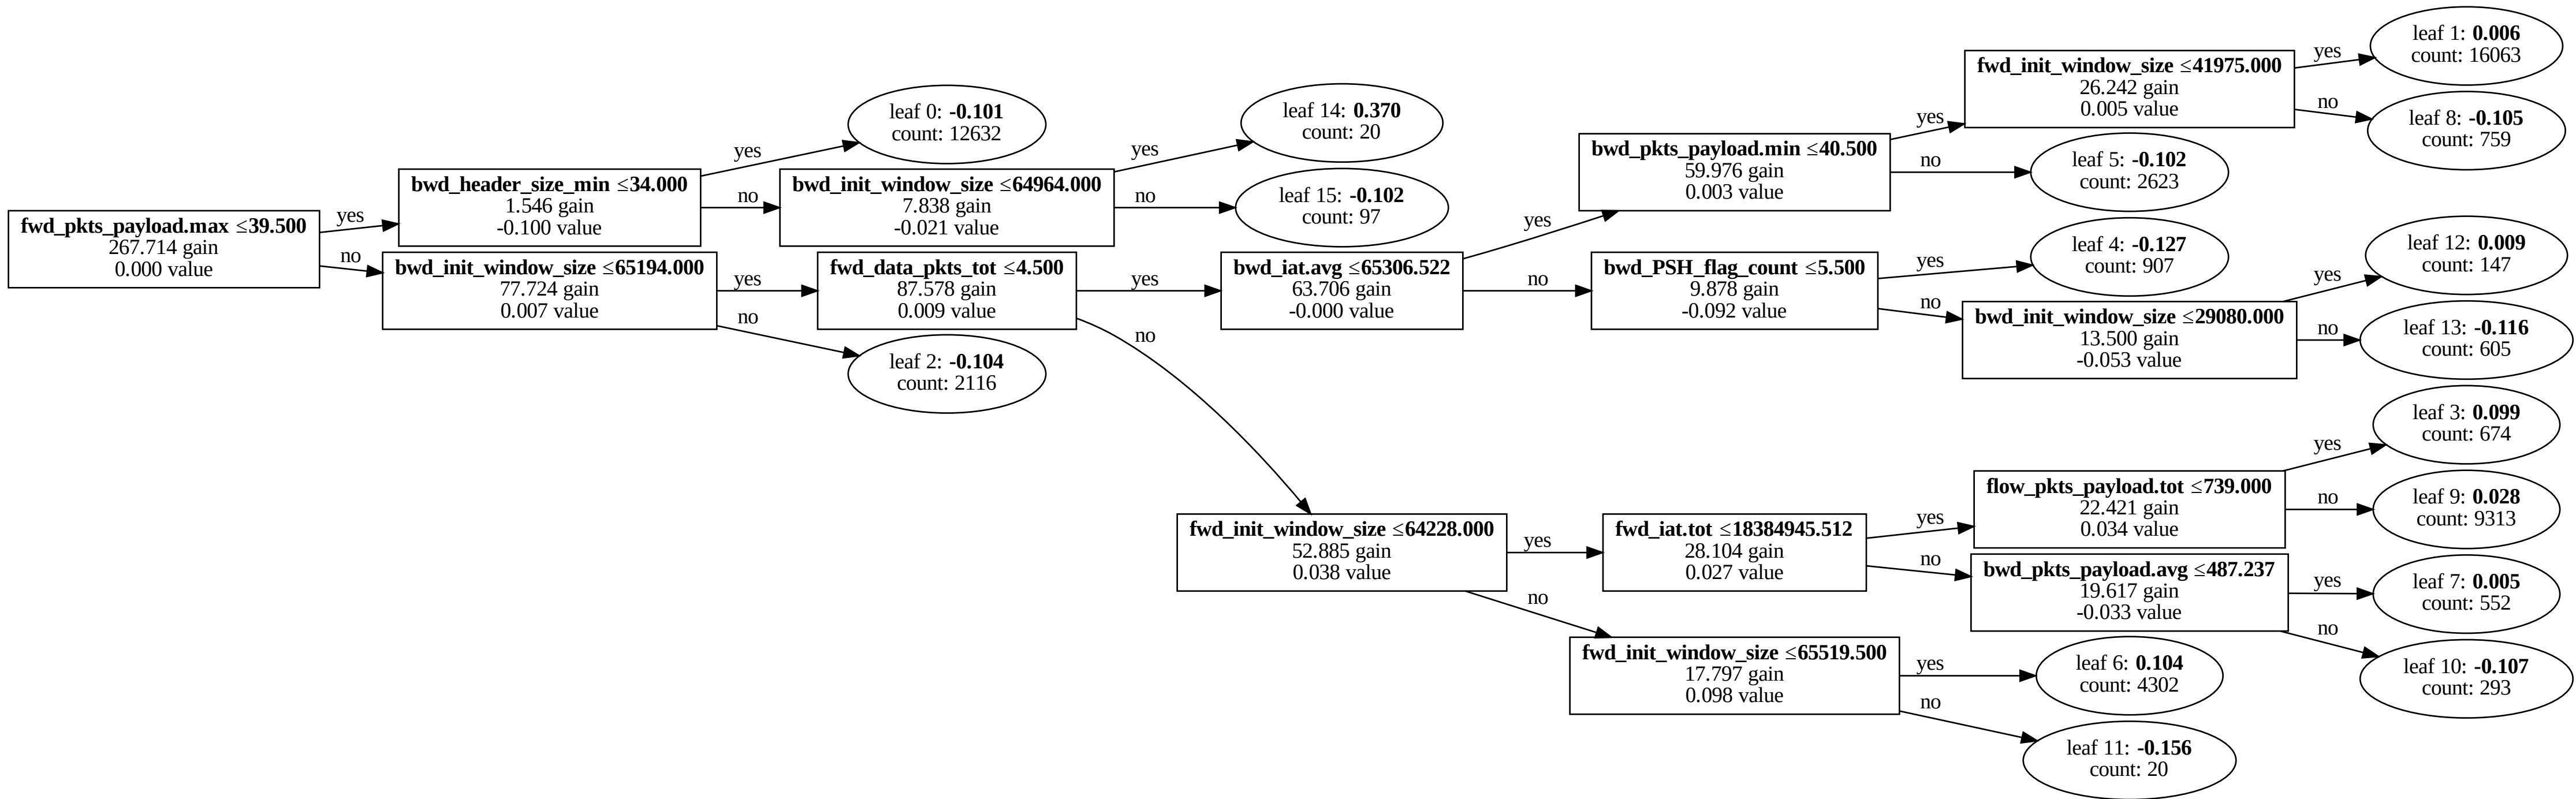 fwd_pkts_payload.max ≤39.500
267.714 gain
0.000 value
yes
no
bwd_header_size_min ≤34.000
1.546 gain
-0.100 value
yes
no
bwd_init_window_size ≤65194.000
77.724 gain
0.007 value
yes
no
leaf 0: -0.101
count: 12632
bwd_init_window_size ≤64964.000
7.838 gain
-0.021 value
yes
no
fwd_data_pkts_tot ≤4.500
87.578 gain
0.009 value
yes
no
leaf 2: -0.104
count: 2116
leaf 14: 0.370
count: 20
leaf 15: -0.102
count: 97
bwd_iat.avg ≤65306.522
63.706 gain
-0.000 value
yes
no
fwd_init_window_size ≤64228.000
52.885 gain
0.038 value
yes
no
bwd_pkts_payload.min ≤40.500
59.976 gain
0.003 value
yes
no
bwd_PSH_flag_count ≤5.500
9.878 gain
-0.092 value
yes
no
fwd_iat.tot ≤18384945.512
28.104 gain
0.027 value
yes
no
fwd_init_window_size ≤65519.500
17.797 gain
0.098 value
yes
no
fwd_init_window_size ≤41975.000
26.242 gain
0.005 value
yes
no
leaf 5: -0.102
count: 2623
leaf 4: -0.127
count: 907
bwd_init_window_size ≤29080.000
13.500 gain
-0.053 value
yes
no
flow_pkts_payload.tot ≤739.000
22.421 gain
0.034 value
yes
no
bwd_pkts_payload.avg ≤487.237
19.617 gain
-0.033 value
yes
no
leaf 6: 0.104
count: 4302
leaf 11: -0.156
count: 20
leaf 1: 0.006
count: 16063
leaf 8: -0.105
count: 759
leaf 12: 0.009
count: 147
leaf 13: -0.116
count: 605
leaf 3: 0.099
count: 674
leaf 9: 0.028
count: 9313
leaf 7: 0.005
count: 552
leaf 10: -0.107
count: 293